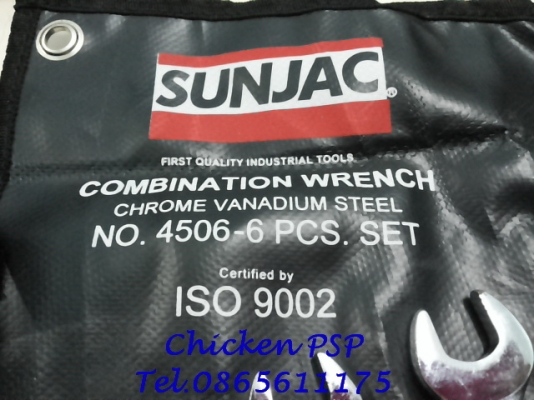 SUNJAC
®
FIRST QUALITY INDUSTRIAL TOOLS
COMBINATION WRENCH
CHROME VANADIUM STEEL
NO. 4506-6 PCS. SET
Certified by
ISO 9002
Chicken PSP
Tel.0865611175